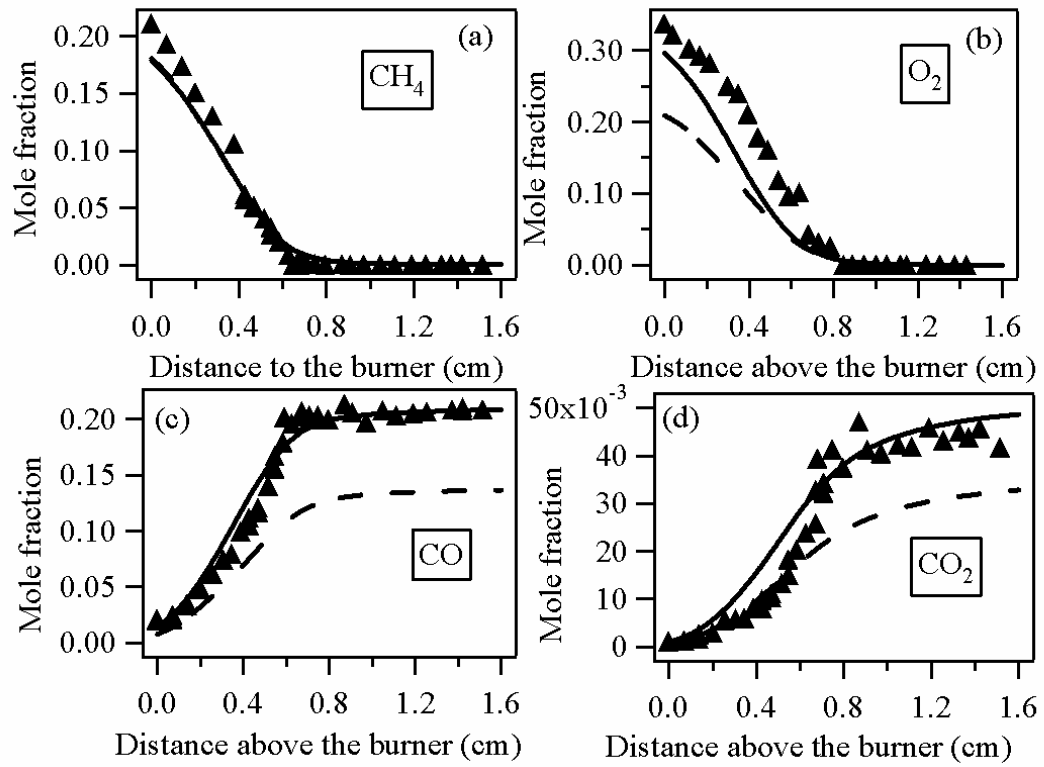 (a)
CH4
Mole fraction
0.20
0.15
0.10
0.05
0.00
0.0 0.4 0.8 1.2 1.6
Distance to the burner (cm)
(b)
O2
Mole fraction
0.30
0.20
0.10
0.00
0.0 0.4 0.8 1.2 1.6
Distance above the burner (cm)
(c)
CO
Mole fraction
0.20
0.15
0.10
0.05
0.00
0.0 0.4 0.8 1.2 1.6
Distance above the burner (cm)
(d)
CO2
Mole fraction
50x10-3
40
30
20
10
0
0.0 0.4 0.8 1.2 1.6
Distance above the burner (cm)